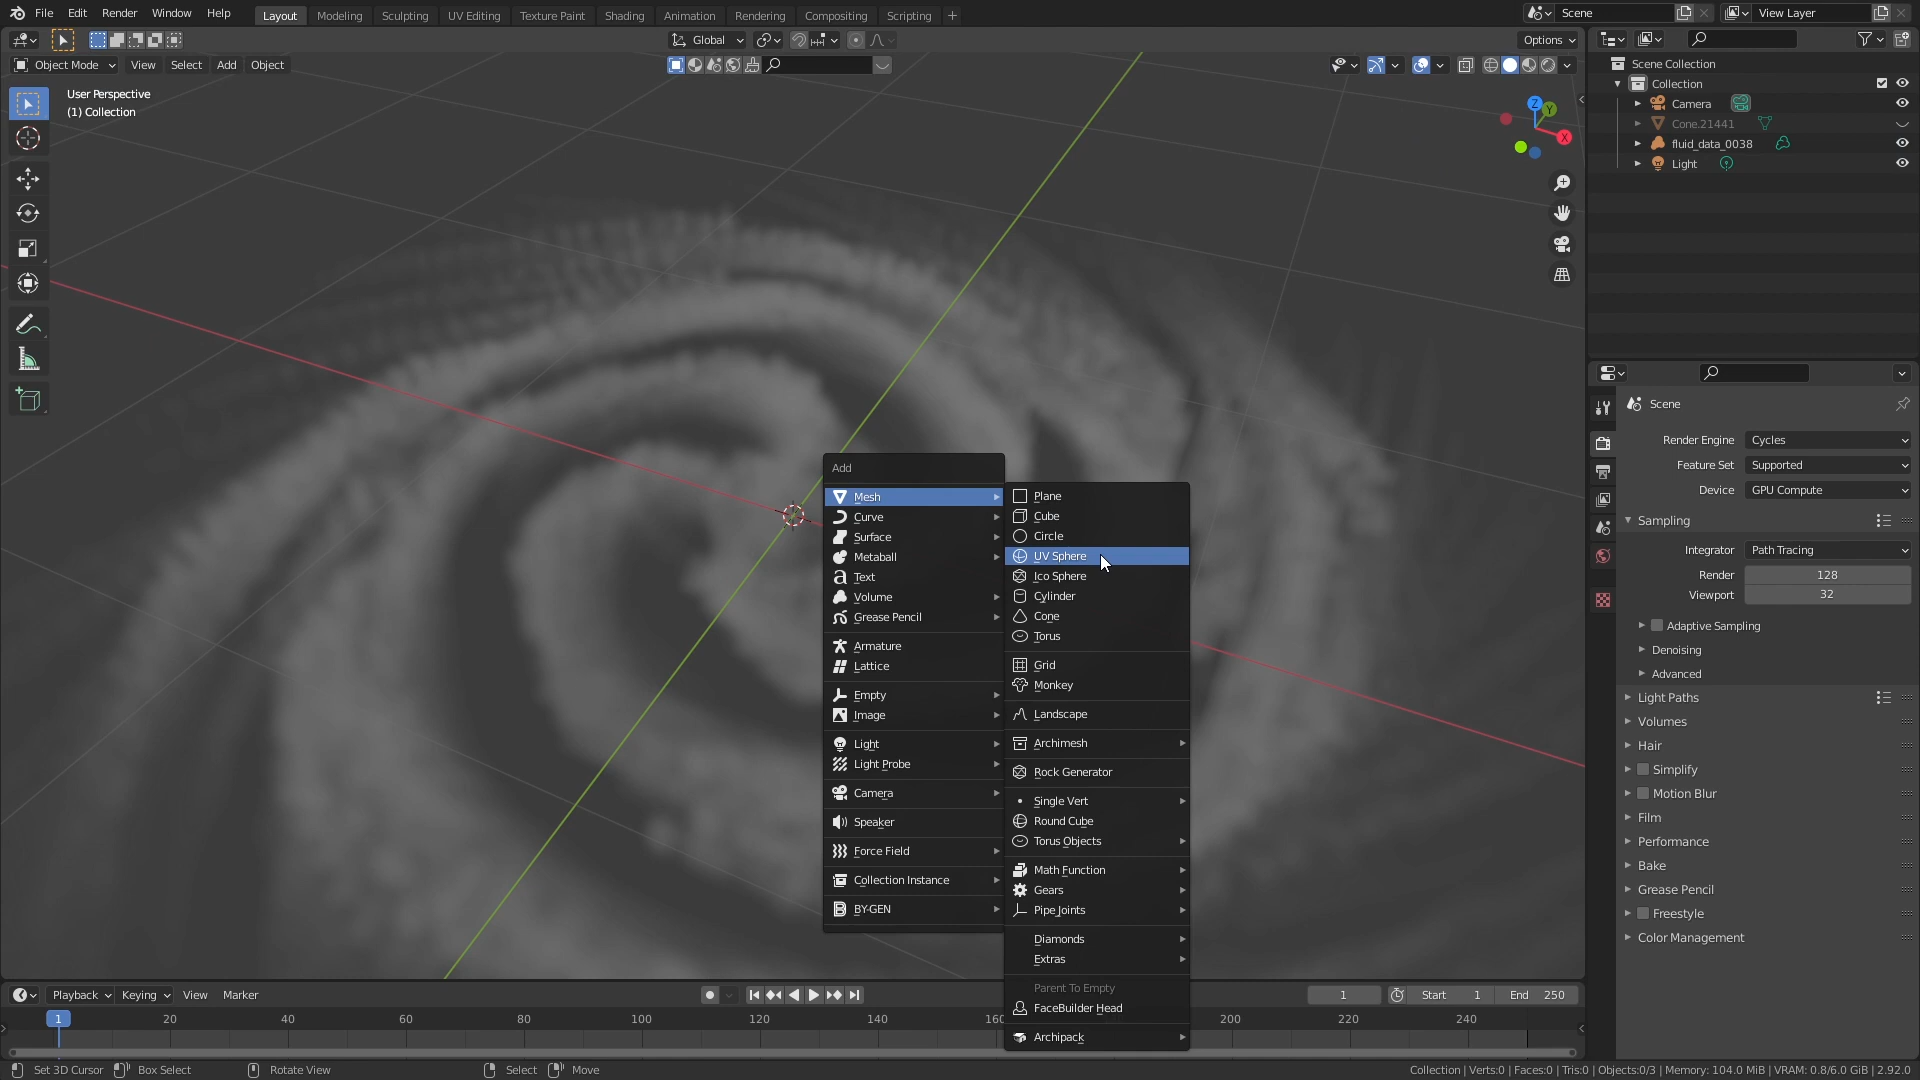 File Edit Render Window Help Layout Modeling Sculpting UV Editing Texture Paint Shading Animation Rendering Compositing Scripting + Scene View Layer
Global Options
Object Mode View Select Add Object
User Perspective
(1) Collection
Z Y X
Scene Collection
Collection
Camera
Cone.21441
fluid_data_0038
Light
Scene
Render Engine Cycles
Feature Set Supported
Device GPU Compute
Sampling
Integrator Path Tracing
Render 128
Viewport 32
Adaptive Sampling
Denoising
Advanced
Light Paths
Volumes
Hair
Simplify
Motion Blur
Film
Performance
Bake
Grease Pencil
Freestyle
Color Management
Add
Mesh
Curve
Surface
Metaball
Text
Volume
Grease Pencil
Armature
Lattice
Empty
Image
Light
Light Probe
Camera
Speaker
Force Field
Collection Instance
BY-GEN
Plane
Cube
Circle
UV Sphere
Ico Sphere
Cylinder
Cone
Torus
Grid
Monkey
Landscape
Archimesh
Rock Generator
Single Vert
Round Cube
Torus Objects
Math Function
Gears
Pipe Joints
Diamonds
Extras
Parent To Empty
FaceBuilder Head
Archipack
Playback Keying View Marker 1 Start 1 End 250
1 20 40 60 80 100 120 140 160 200 220 240
Set 3D Cursor Box Select Rotate View Select Move Collection | Verts:0 | Faces:0 | Tris:0 | Objects:0/3 | Memory: 104.0 MiB | VRAM: 0.8/6.0 GiB | 2.92.0